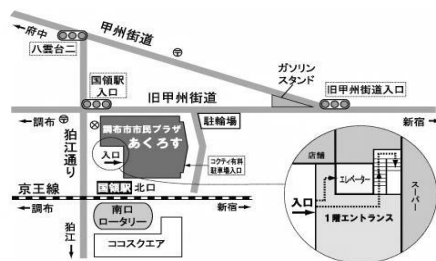 甲州街道
←府中
八雲台二
国領駅
入口
ガソリン
スタンド
旧甲州街道入口
旧甲州街道
←調布
新宿→
狛江通り
調布市市民プラザ
あくろす
入口
駐輪場
コクティ有料
駐車場入口
京王線
国領駅 北口
←調布
新宿→
南口
ロータリー
狛江
ココスクエア
店舗
エレベーター
スーパー
入口
1階エントランス